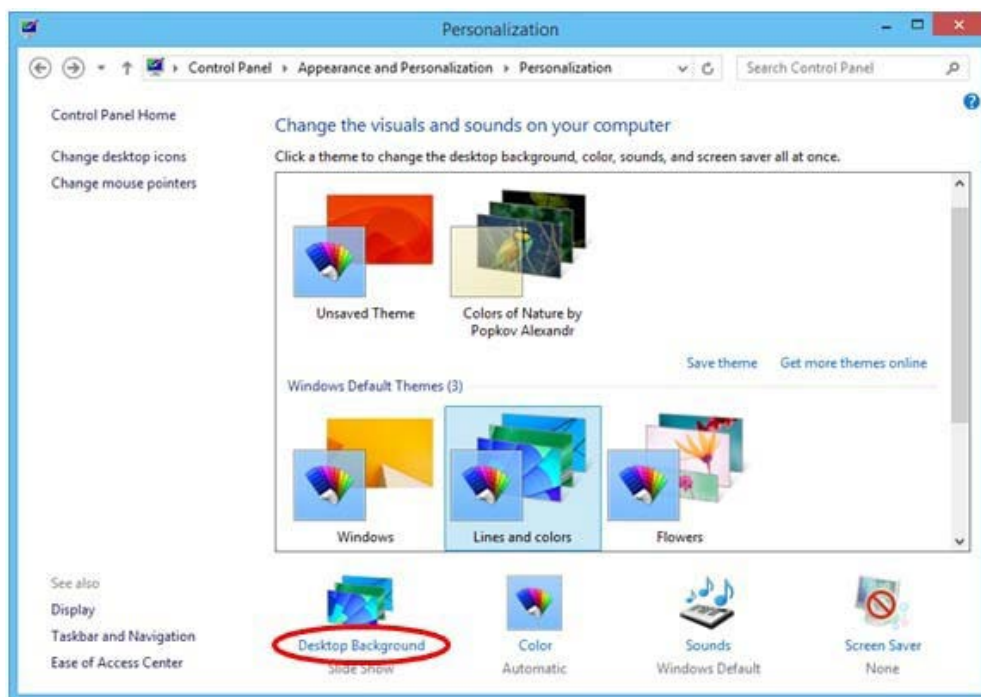 Personalization
Control Panel Appearance and Personalization Personalization
Search Control Panel
Control Panel Home
Change desktop icons
Change mouse pointers
Change the visuals and sounds on your computer
Click a theme to change the desktop background, color, sounds, and screen saver all at once.
Unsaved Theme
Colors of Nature by
Popkov Alexandr
Save theme Get more themes online
Windows Default Themes (3)
Windows Lines and colors Flowers
See also
Display
Taskbar and Navigation
Ease of Access Center
Desktop Background
Slide Show
Color
Automatic
Sounds
Windows Default
Screen Saver
None